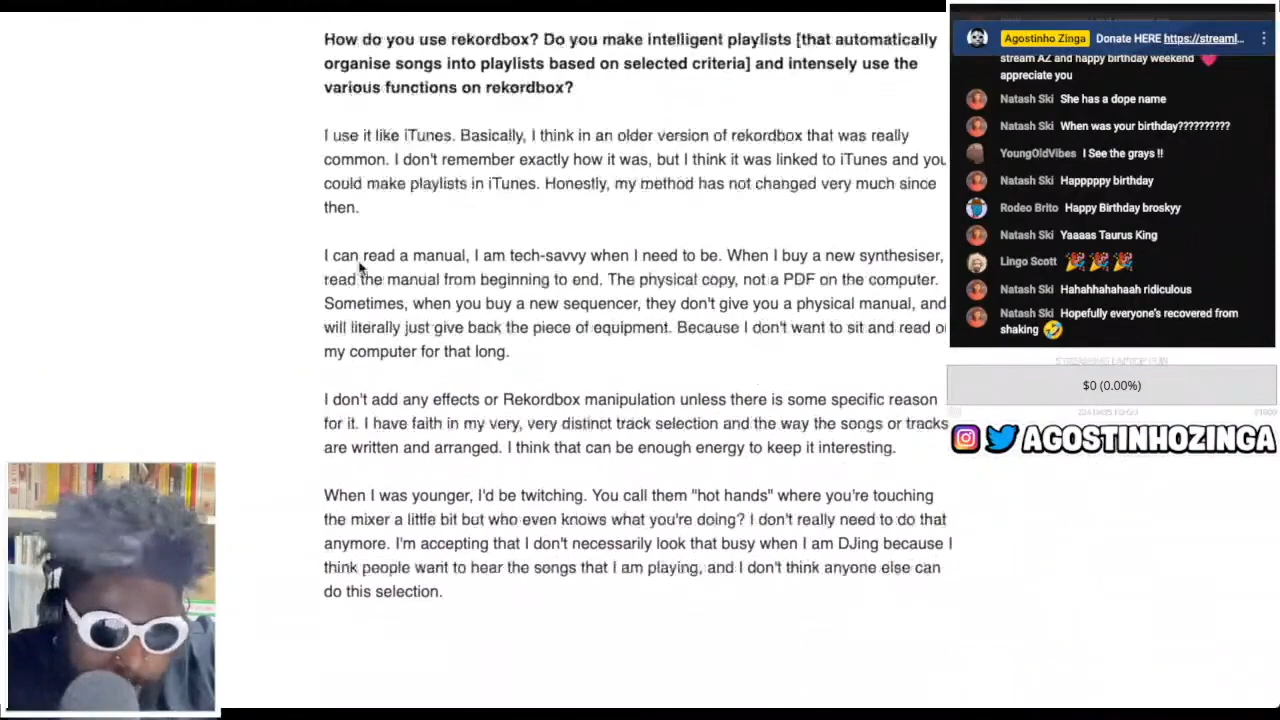 How do you use rekordbox? Do you make intelligent playlists [that automatically
organise songs into playlists based on selected criteria] and intensely use the
various functions on rekordbox?
I use it like iTunes. Basically, I think in an older version of rekordbox that was really
common. I don't remember exactly how it was, but I think it was linked to iTunes and you
could make playlists in iTunes. Honestly, my method has not changed very much since
then.
I can read a manual, I am tech-savvy when I need to be. When I buy a new synthesiser,
read the manual from beginning to end. The physical copy, not a PDF on the computer.
Sometimes, when you buy a new sequencer, they don't give you a physical manual, and
will literally just give back the piece of equipment. Because I don't want to sit and read
my computer for that long.
I don't add any effects or Rekordbox manipulation unless there is some specific reason
for it. I have faith in my very, very distinct track selection and the way the songs or tracks
are written and arranged. I think that can be enough energy to keep it interesting.
When I was younger, I'd be twitching. You call them "hot hands" where you're touching
the mixer a little bit but who even knows what you're doing? I don't really need to do that
anymore. I'm accepting that I don't necessarily look that busy when I am DJing because I
think people want to hear the songs that I am playing, and I don't think anyone else can
do this selection.
Agostinho Zinga Donate HERE https://streaml...
stream AZ and happy birthday weekend
appreciate you
Natash Ski She has a dope name
Natash Ski When was your birthday??????????
YoungOldVibes I See the grays !!
Natash Ski Happpppy birthday
Rodeo Brito Happy Birthday broskyy
Natash Ski Yaaaas Taurus King
Lingo Scott 🎉🎉🎉
Natash Ski Hahahhahahaah ridiculous
Natash Ski Hopefully everyone's recovered from
shaking 🤣
$0 (0.00%)
AGOSTINHOZINGA